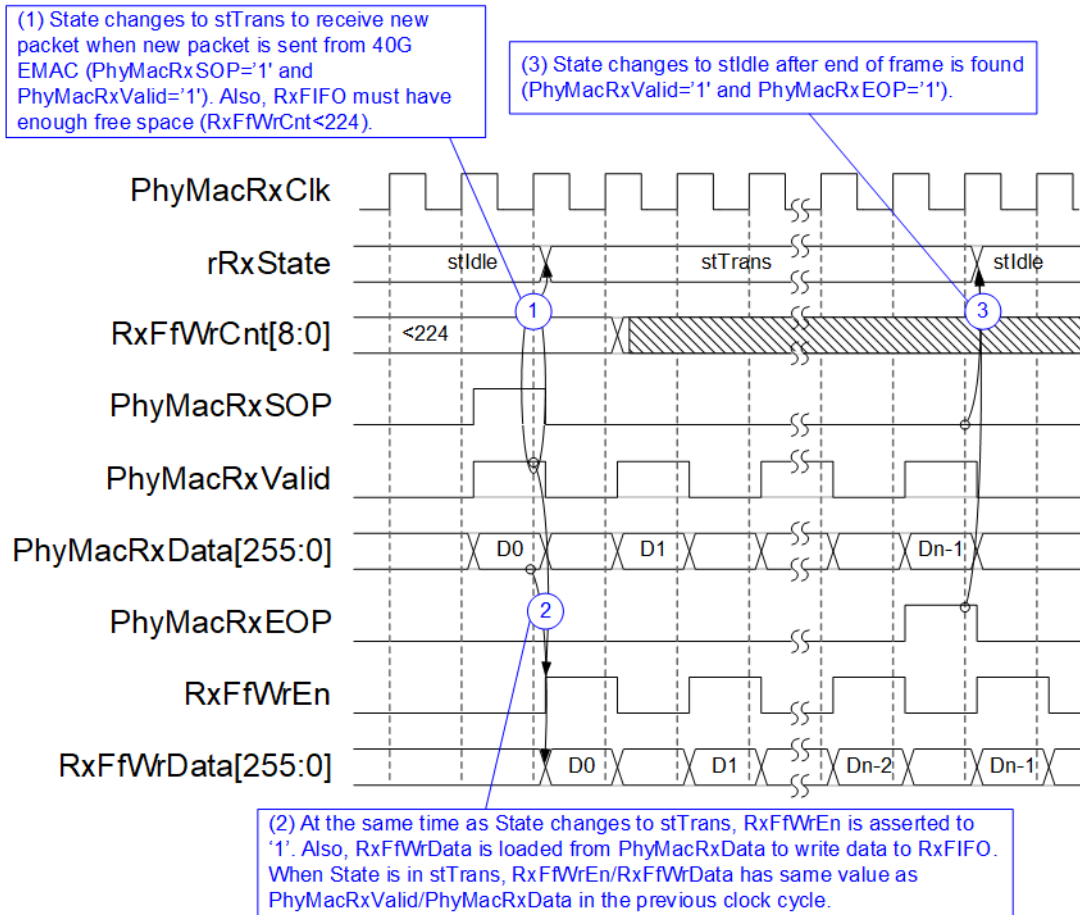 (1) State changes to stTrans to receive new
packet when new packet is sent from 40G
EMAC (PhyMacRxSOP='1' and
PhyMacRxValid='1'). Also, RxFIFO must have
enough free space (RxFfWrCnt<224).
(3) State changes to stIdle after end of frame is found
(PhyMacRxValid='1' and PhyMacRxEOP='1').
PhyMacRxClk
rRxState
stIdle
stTrans
stIdle
1
3
RxFfWrCnt[8:0]
<224
PhyMacRxSOP
PhyMacRxValid
PhyMacRxData[255:0]
D0
D1
Dn-1
2
PhyMacRxEOP
RxFfWrEn
RxFfWrData[255:0]
D0
D1
Dn-2
Dn-1
(2) At the same time as State changes to stTrans, RxFfWrEn is asserted to
‘1’. Also, RxFfWrData is loaded from PhyMacRxData to write data to RxFIFO.
When State is in stTrans, RxFfWrEn/RxFfWrData has same value as
PhyMacRxValid/PhyMacRxData in the previous clock cycle.